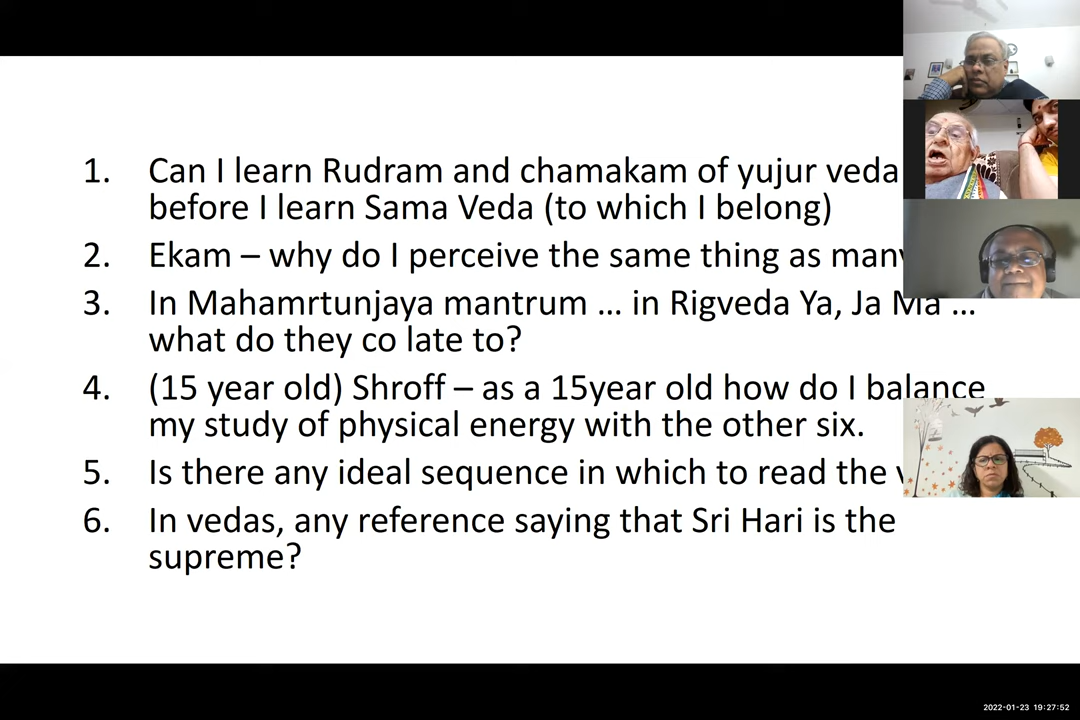 1. Can I learn Rudram and chamakam of yujur veda
before I learn Sama Veda (to which I belong)
2. Ekam – why do I perceive the same thing as many
3. In Mahamrtunjaya mantrum ... in Rigveda Ya, Ja Ma ...
what do they co late to?
4. (15 year old) Shroff – as a 15year old how do I balance
my study of physical energy with the other six.
5. Is there any ideal sequence in which to read the
6. In vedas, any reference saying that Sri Hari is the
supreme?
2022-01-23 19:27:52